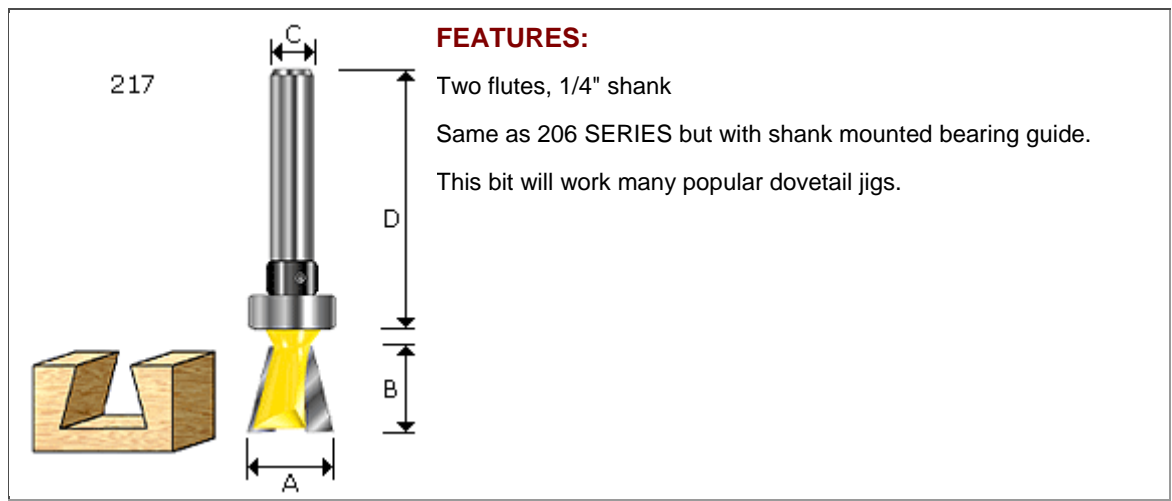 217
C
D
B
A
FEATURES:
Two flutes, 1/4" shank
Same as 206 SERIES but with shank mounted bearing guide.
This bit will work many popular dovetail jigs.